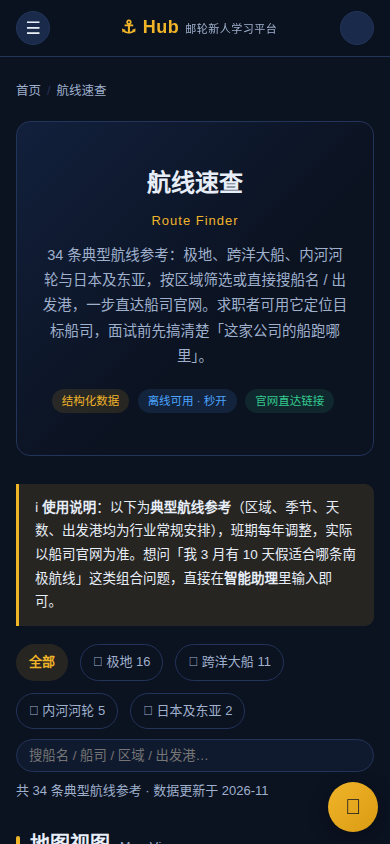 ☰
⚓ Hub 邮轮新人学习平台
首页 / 航线速查
航线速查
Route Finder
34 条典型航线参考：极地、跨洋大船、内河河
轮与日本及东亚，按区域筛选或直接搜船名 / 出
发港，一步直达船司官网。求职者可用它定位目
标船司，面试前先搞清楚「这家公司的船跑哪
里」。
结构化数据 离线可用 · 秒开 官网直达链接
ℹ 使用说明：以下为典型航线参考（区域、季节、天
数、出发港均为行业常规安排），班期每年调整，实际
以船司官网为准。想问「我 3 月有 10 天假适合哪条南
极航线」这类组合问题，直接在智能助理里输入即
可。
全部 极地 16 跨洋大船 11
内河河轮 5 日本及东亚 2
搜船名 / 船司 / 区域 / 出发港…
共 34 条典型航线参考 · 数据更新于 2026-11
地图视图